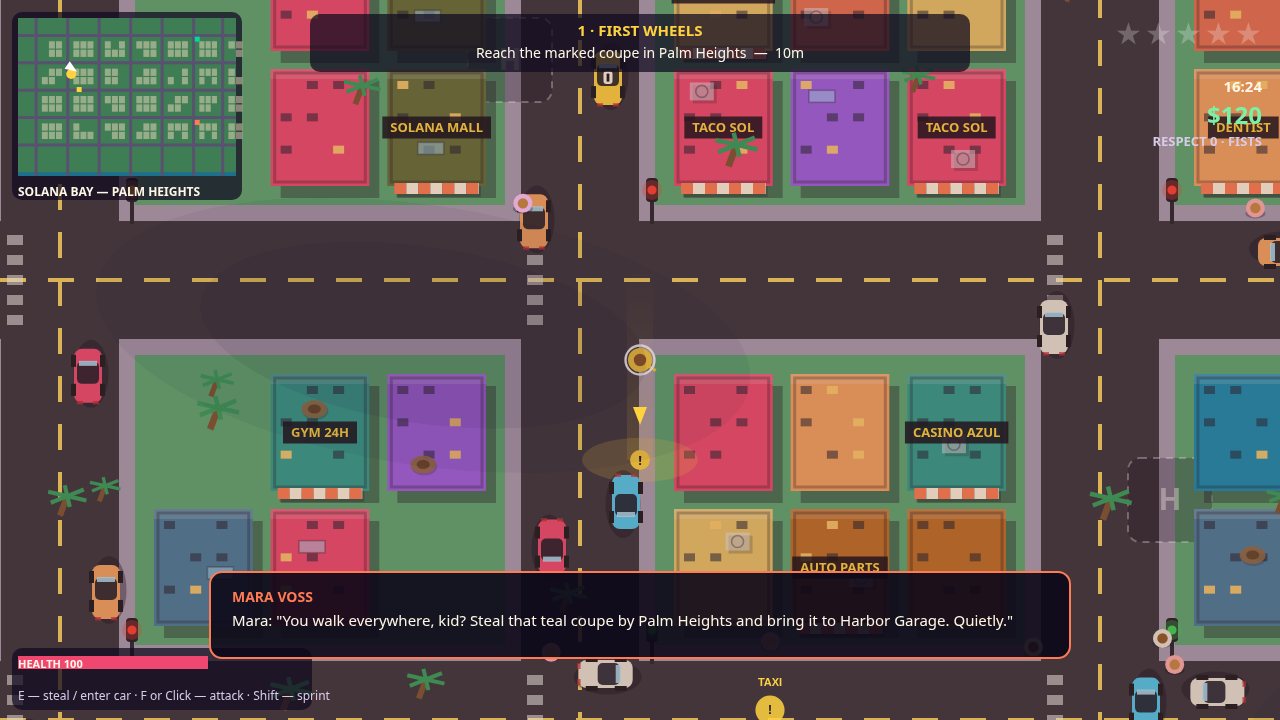 1 · FIRST WHEELS
Reach the marked coupe in Palm Heights — 10m
SOLANA BAY — PALM HEIGHTS
16:24
$120
RESPECT 0 · FISTS
SOLANA MALL
TACO SOL
TACO SOL
DENTIST
GYM 24H
CASINO AZUL
!
H
AUTO PARTS
MARA VOSS
Mara: "You walk everywhere, kid? Steal that teal coupe by Palm Heights and bring it to Harbor Garage. Quietly."
HEALTH 100
E — steal / enter car · F or Click — attack · Shift — sprint
TAXI
!